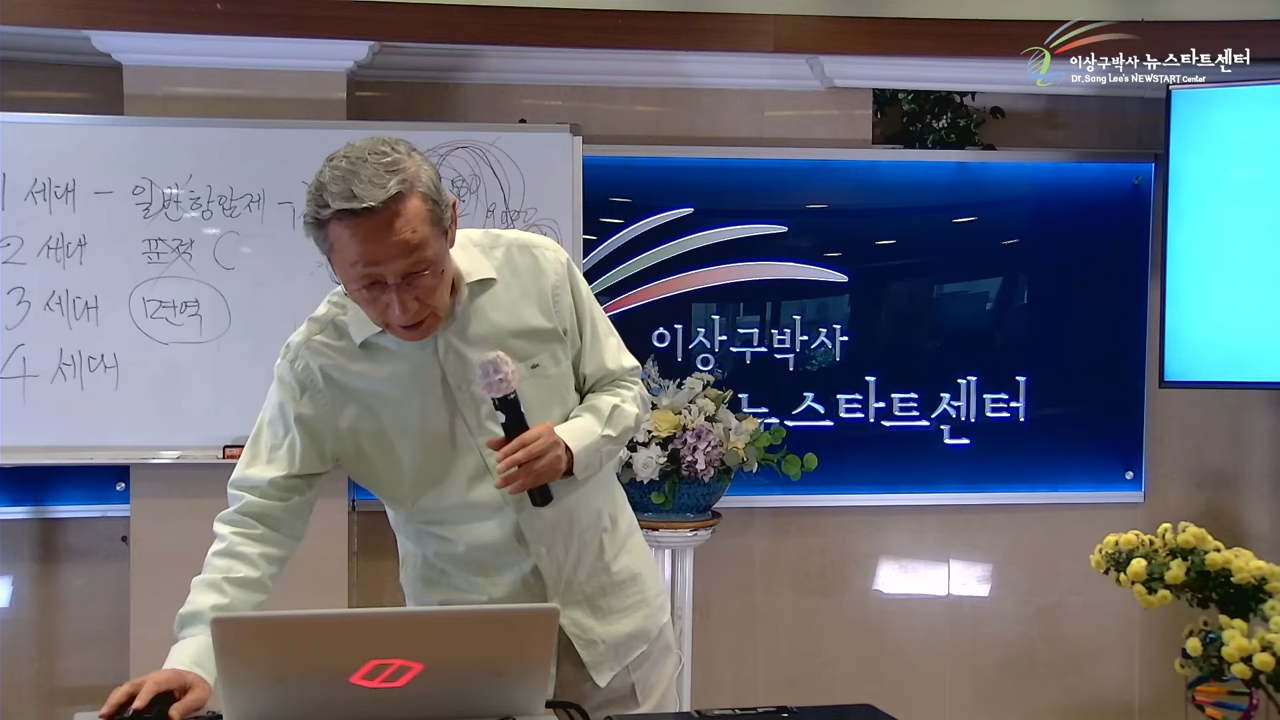 이상구박사 뉴스타트센터
Dr. Sang Lee's NEWSTART Center
1 세대 - 일반항암제
2 세대 표적 (
3 세대 면역
4 세대
이상구박사
뉴스타트센터